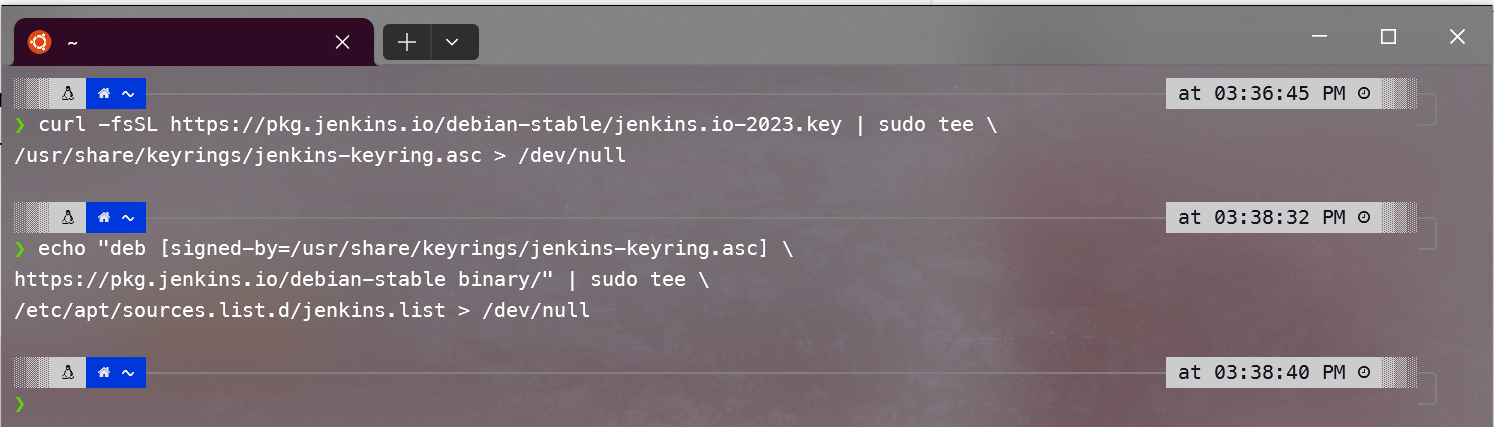 ~
~ at 03:36:45 PM
❯ curl -fsSL https://pkg.jenkins.io/debian-stable/jenkins.io-2023.key | sudo tee \
/usr/share/keyrings/jenkins-keyring.asc > /dev/null
~ at 03:38:32 PM
❯ echo "deb [signed-by=/usr/share/keyrings/jenkins-keyring.asc] \
https://pkg.jenkins.io/debian-stable binary/" | sudo tee \
/etc/apt/sources.list.d/jenkins.list > /dev/null
~ at 03:38:40 PM
❯